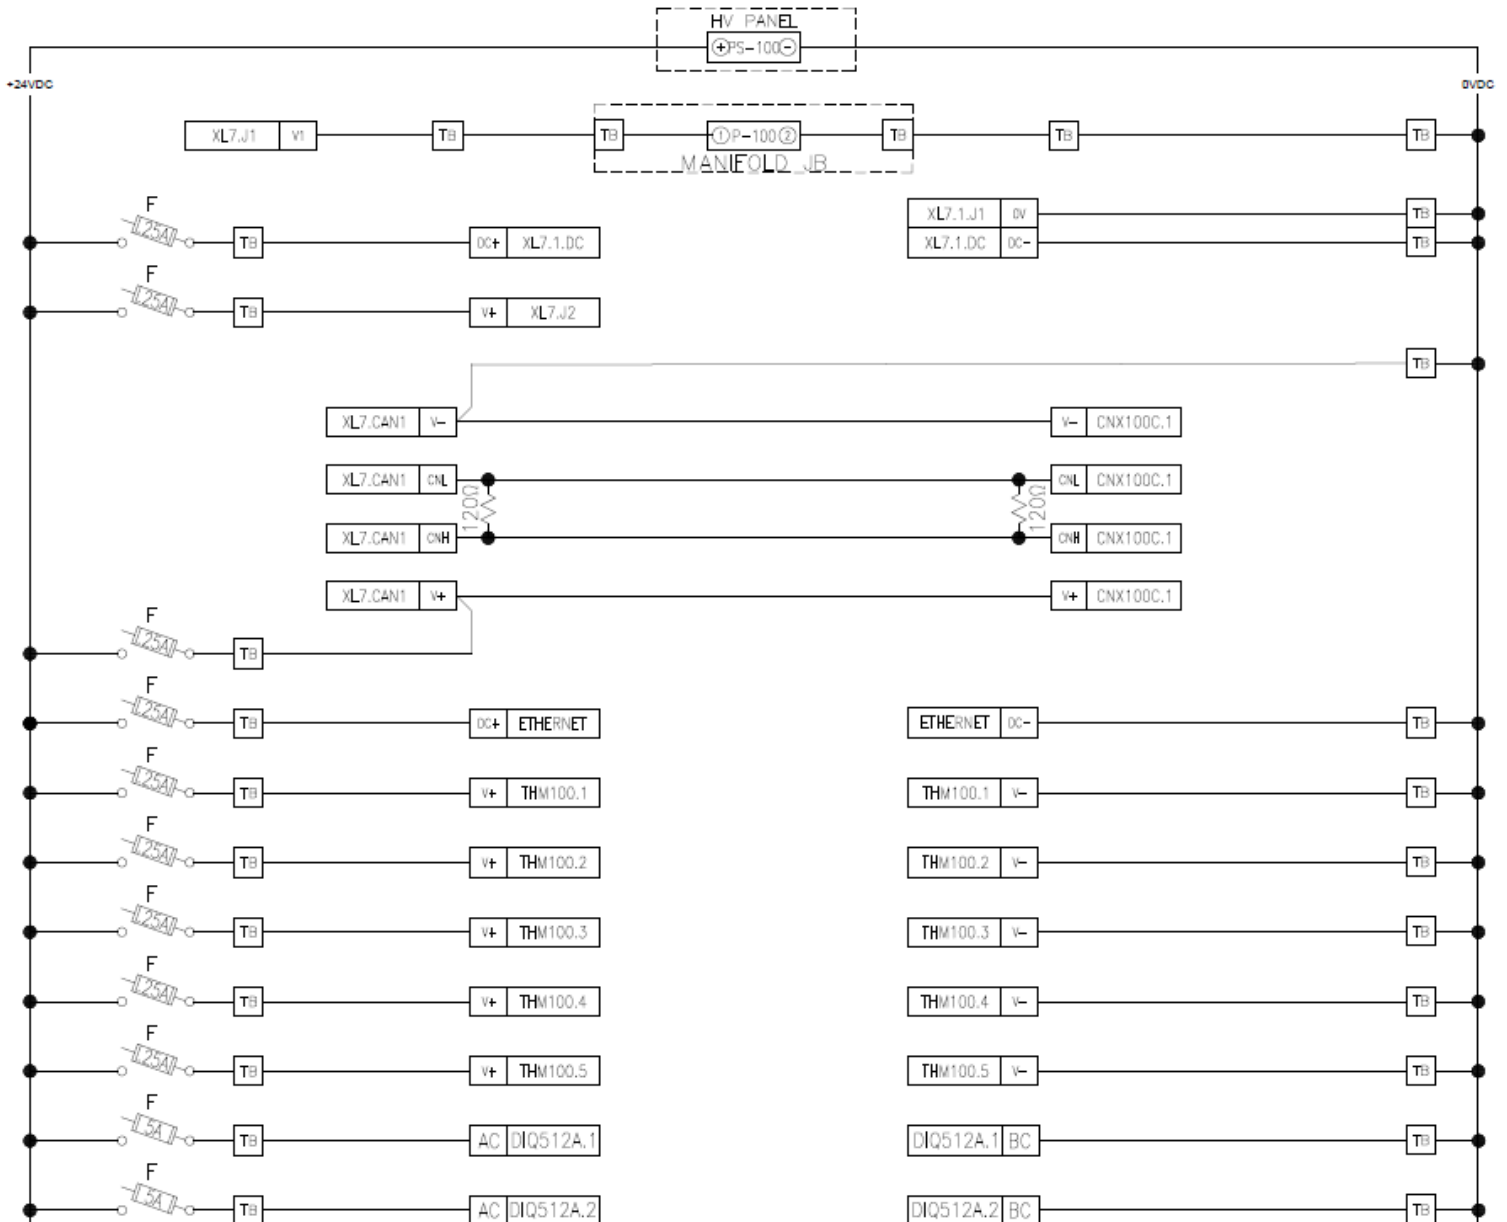 HV PANEL
+ PS-100 -
+24VDC 0VDC
XL7.J1 V1 TB TB 1 P-100 2 TB TB TB
MANIFOLD JB
F
.25A
XL7.1.J1 0V TB
TB DC+ XL7.1.DC XL7.1.DC DC- TB
F
.25A
TB V+ XL7.J2
TB
XL7.CAN1 V- V- CNX100C.1
XL7.CAN1 CNL CNL CNX100C.1
120Ω 120Ω
XL7.CAN1 CNH CNH CNX100C.1
XL7.CAN1 V+ V+ CNX100C.1
F
.25A
TB
F
.25A
TB DC+ ETHERNET ETHERNET DC- TB
F
.25A
TB V+ THM100.1 THM100.1 V- TB
F
.25A
TB V+ THM100.2 THM100.2 V- TB
F
.25A
TB V+ THM100.3 THM100.3 V- TB
F
.25A
TB V+ THM100.4 THM100.4 V- TB
F
.25A
TB V+ THM100.5 THM100.5 V- TB
F
.5A
TB AC DIQ512A.1 DIQ512A.1 BC TB
F
.5A
TB AC DIQ512A.2 DIQ512A.2 BC TB